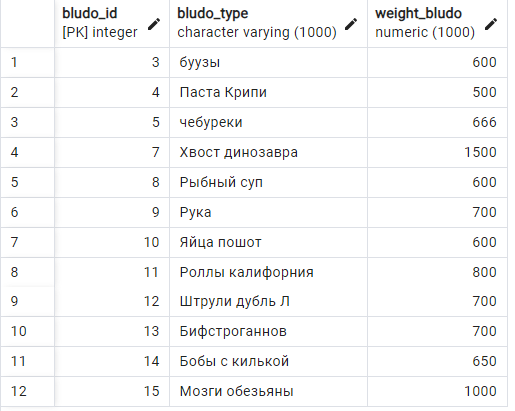 bludo_id bludo_type weight_bludo
[PK] integer character varying (1000) numeric (1000)
1 3 буузы 600
2 4 Паста Крипи 500
3 5 чебуреки 666
4 7 Хвост динозавра 1500
5 8 Рыбный суп 600
6 9 Рука 700
7 10 Яйца пошот 600
8 11 Роллы калифорния 800
9 12 Штрули дубль Л 700
10 13 Бифстроганнов 700
11 14 Бобы с килькой 650
12 15 Мозги обезьяны 1000